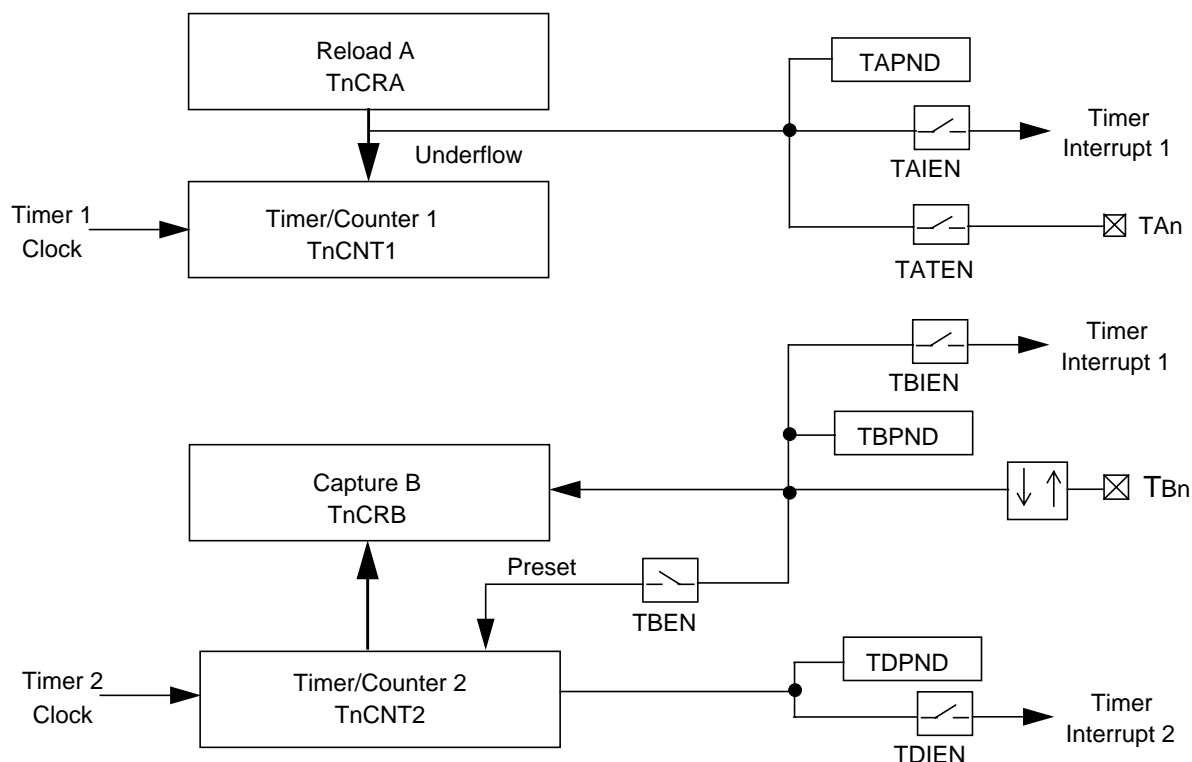 Reload A
TnCRA
TAPND
Timer
Interrupt 1
Underflow
TAIEN
Timer 1
Clock
Timer/Counter 1
TnCNT1
TAn
TATEN
Timer
Interrupt 1
TBIEN
TBPND
Capture B
TnCRB
TBn
Preset
TBEN
TDPND
Timer 2
Clock
Timer/Counter 2
TnCNT2
Timer
Interrupt 2
TDIEN